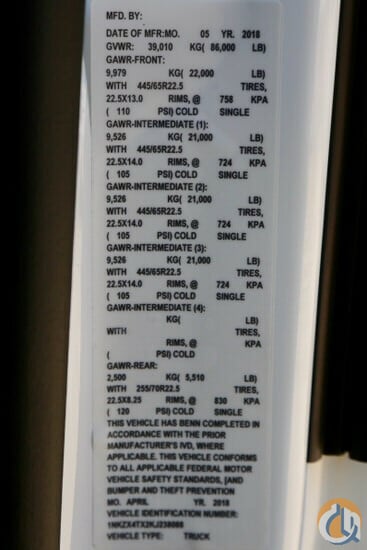 MFD. BY:
DATE OF MFR:MO. 05 YR. 2018
GVWR: 39,010 KG( 86,000 LB)
GAWR-FRONT:
9,979 KG( 22,000 LB)
WITH 445/65R22.5 TIRES,
22.5X13.0 RIMS, @ 758 KPA
( 110 PSI) COLD SINGLE
GAWR-INTERMEDIATE (1):
9,526 KG( 21,000 LB)
WITH 445/65R22.5 TIRES,
22.5X14.0 RIMS, @ 724 KPA
( 105 PSI) COLD SINGLE
GAWR-INTERMEDIATE (2):
9,526 KG( 21,000 LB)
WITH 445/65R22.5 TIRES,
22.5X14.0 RIMS, @ 724 KPA
( 105 PSI) COLD SINGLE
GAWR-INTERMEDIATE (3):
9,526 KG( 21,000 LB)
WITH 445/65R22.5 TIRES,
22.5X14.0 RIMS, @ 724 KPA
( 105 PSI) COLD SINGLE
GAWR-INTERMEDIATE (4):
KG( LB)
WITH TIRES,
RIMS, @ KPA
( PSI) COLD
GAWR-REAR:
2,500 KG( 5,510 LB)
WITH 255/70R22.5 TIRES,
22.5X8.25 RIMS, @ 830 KPA
( 120 PSI) COLD SINGLE
THIS VEHICLE HAS BENN COMPLETED IN
ACCORDANCE WITH THE PRIOR
MANUFACTURER'S IVD, WHERE
APPLICABLE. THIS VEHICLE CONFORMS
TO ALL APPLICABLE FEDERAL MOTOR
VEHICLE SAFETY STANDARDS, [AND
BUMPER AND THEFT PREVENTION
MO. APRIL YR. 2018
VEHICLE IDENTIFICATION NUMBER:
1NKZX4TX2KJ238088
VEHICLE TYPE: TRUCK